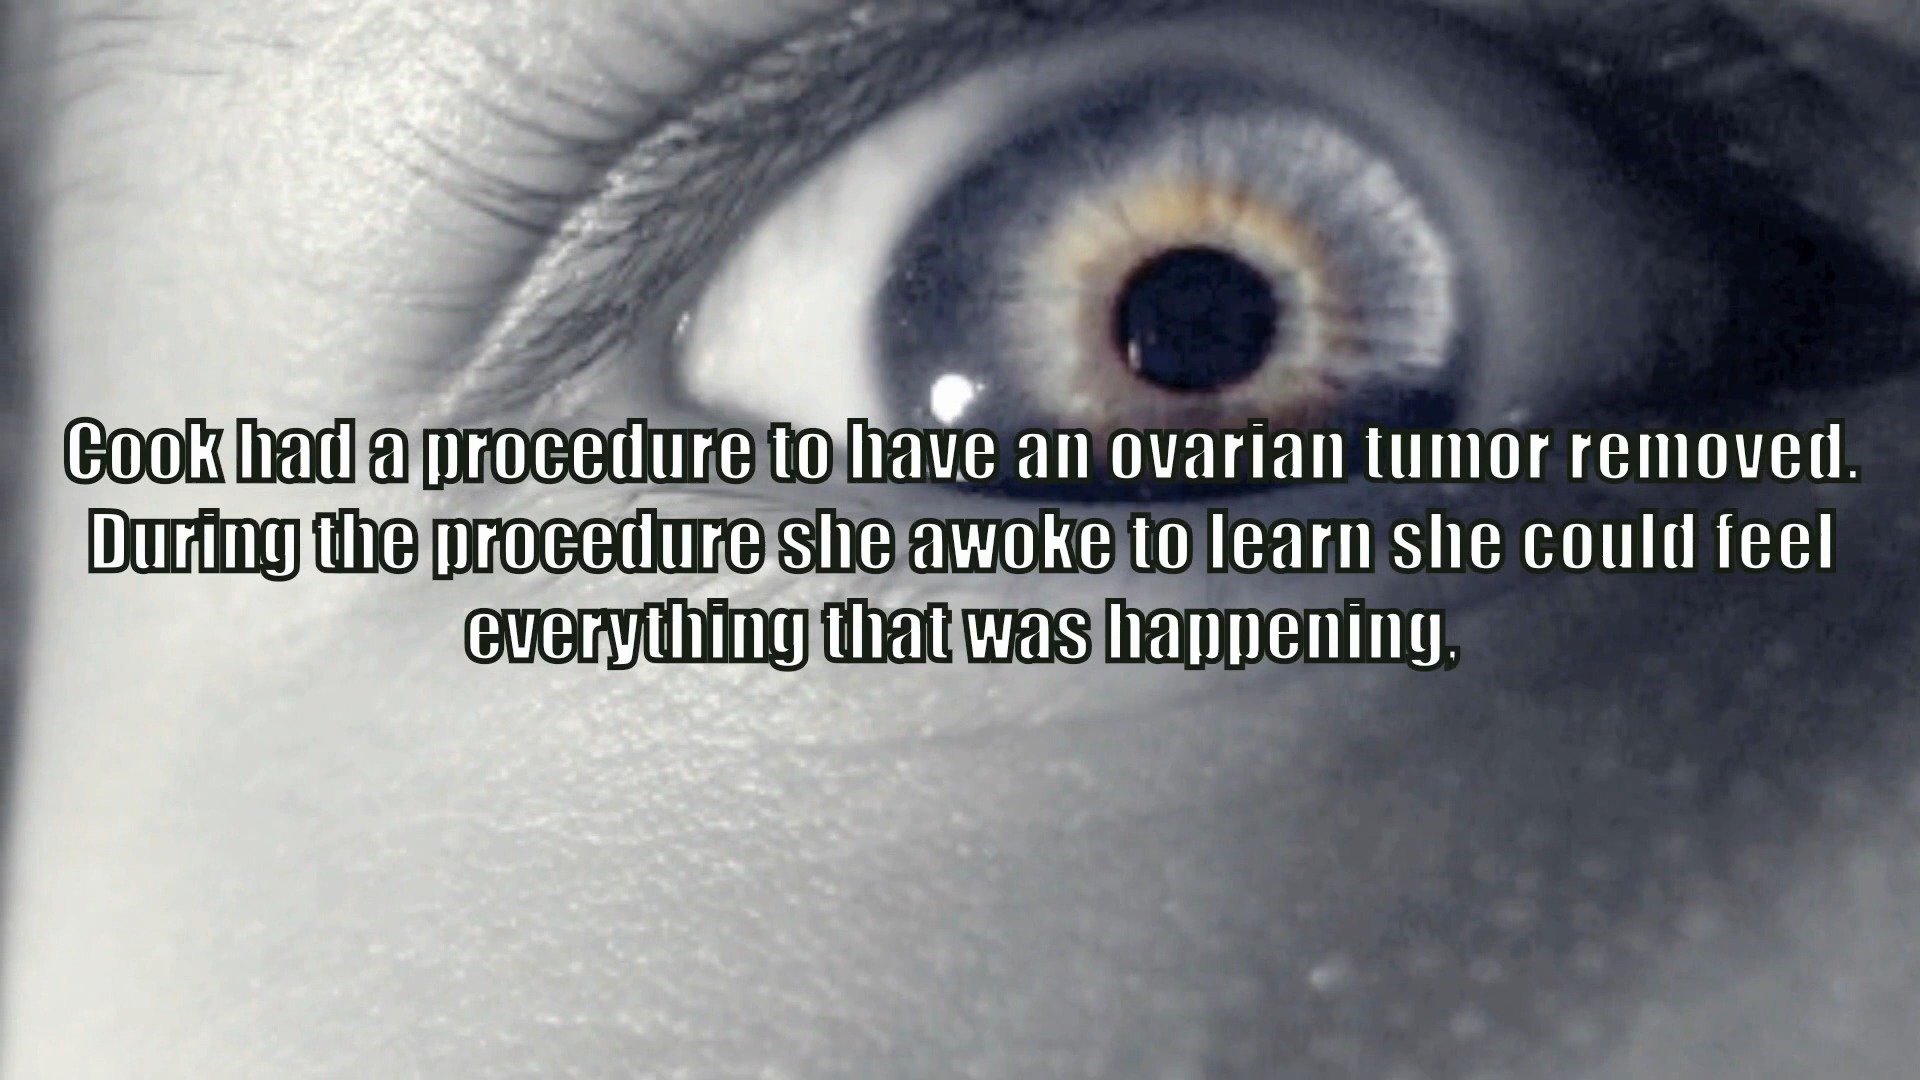 Cook had a procedure to have an ovarian tumor removed.
During the procedure she awoke to learn she could feel
everything that was happening,